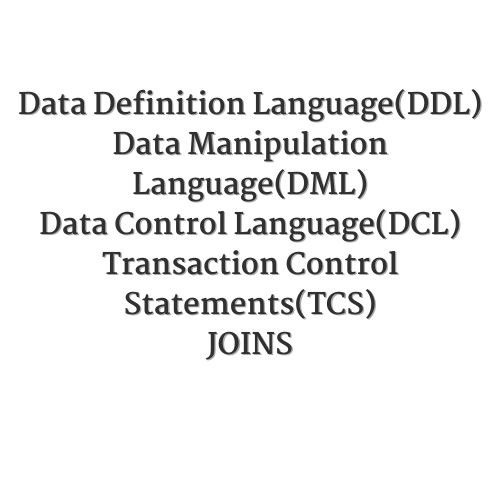 Data Definition Language(DDL)
Data Manipulation
Language(DML)
Data Control Language(DCL)
Transaction Control
Statements(TCS)
JOINS